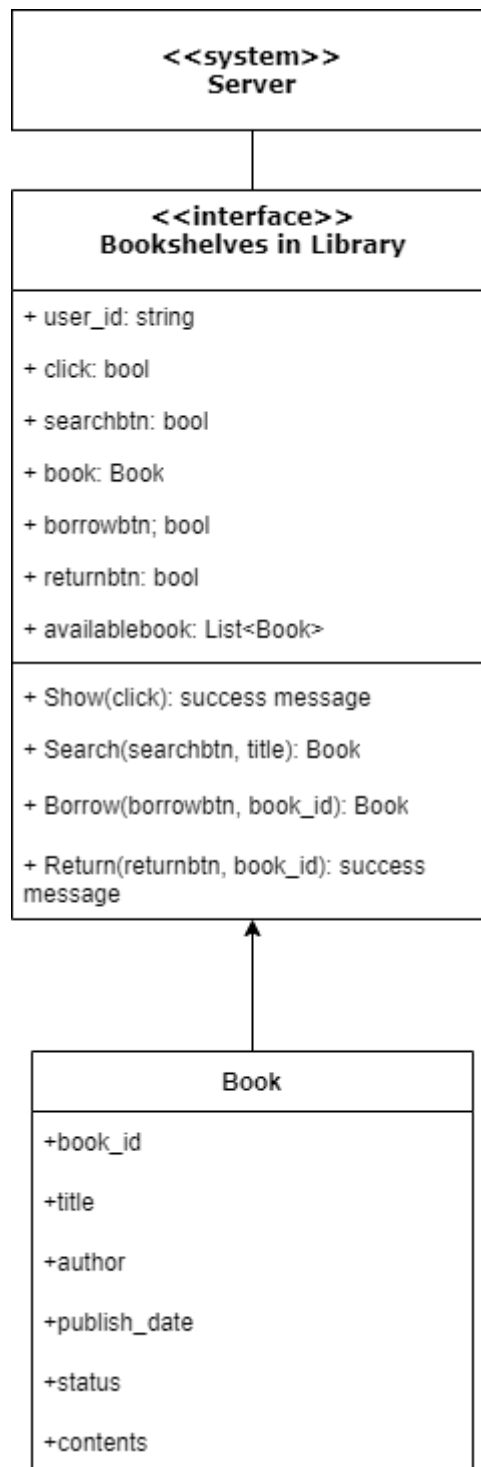 <<system>>
Server
<<interface>>
Bookshelves in Library
+ user_id: string
+ click: bool
+ searchbtn: bool
+ book: Book
+ borrowbtn; bool
+ returnbtn: bool
+ availablebook: List<Book>
+ Show(click): success message
+ Search(searchbtn, title): Book
+ Borrow(borrowbtn, book_id): Book
+ Return(returnbtn, book_id): success
message
Book
+book_id
+title
+author
+publish_date
+status
+contents